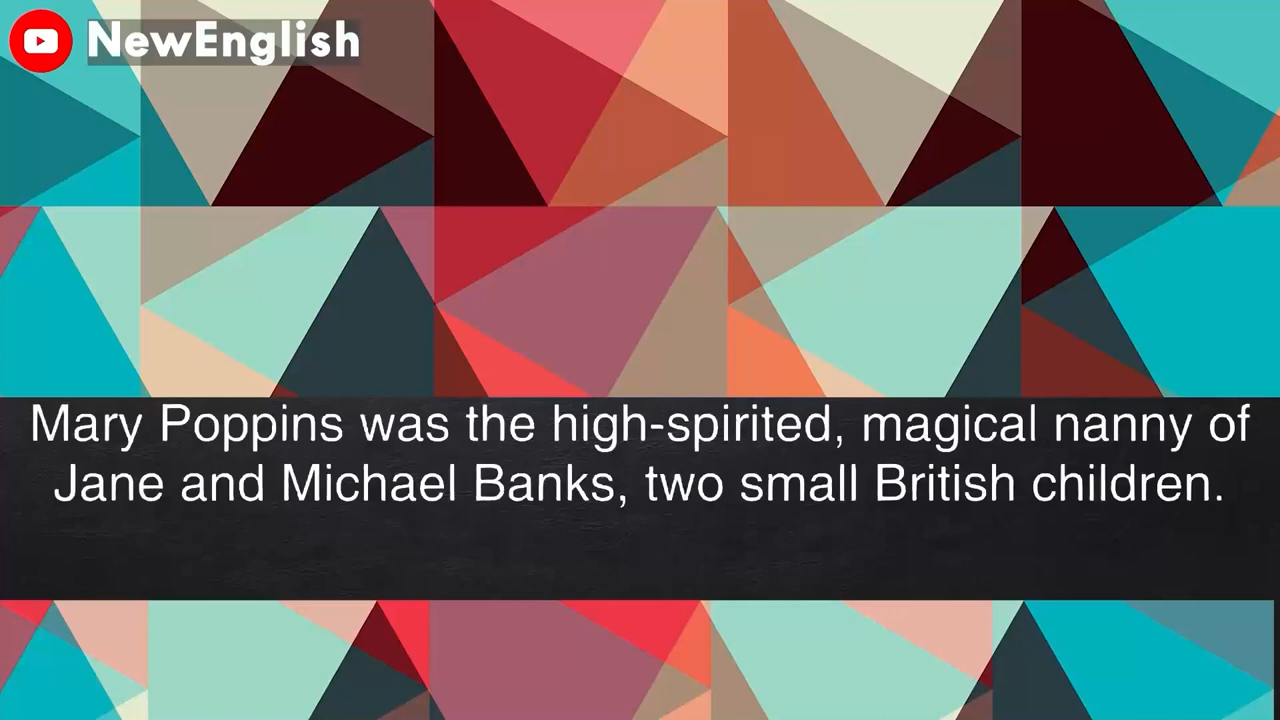 NewEnglish
Mary Poppins was the high-spirited, magical nanny of
Jane and Michael Banks, two small British children.